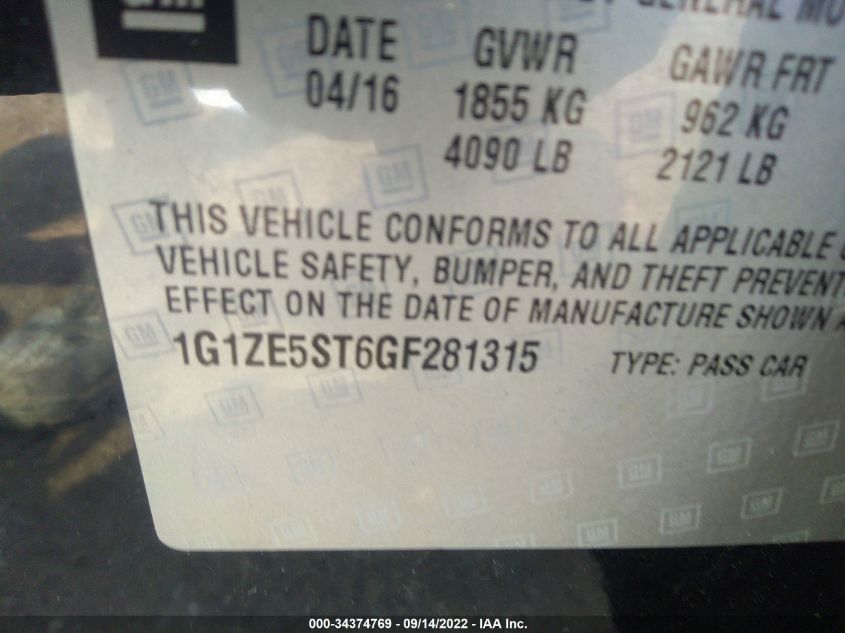 GM
GENERAL
DATE GVWR GAWR FRT
04/16 1855 KG 962 KG
4090 LB 2121 LB
THIS VEHICLE CONFORMS TO ALL APPLICABLE
VEHICLE SAFETY, BUMPER, AND THEFT PREVENT
EFFECT ON THE DATE OF MANUFACTURE SHOWN A
1G1ZE5ST6GF281315 TYPE: PASS CAR
000-34374769 - 09/14/2022 - IAA Inc.